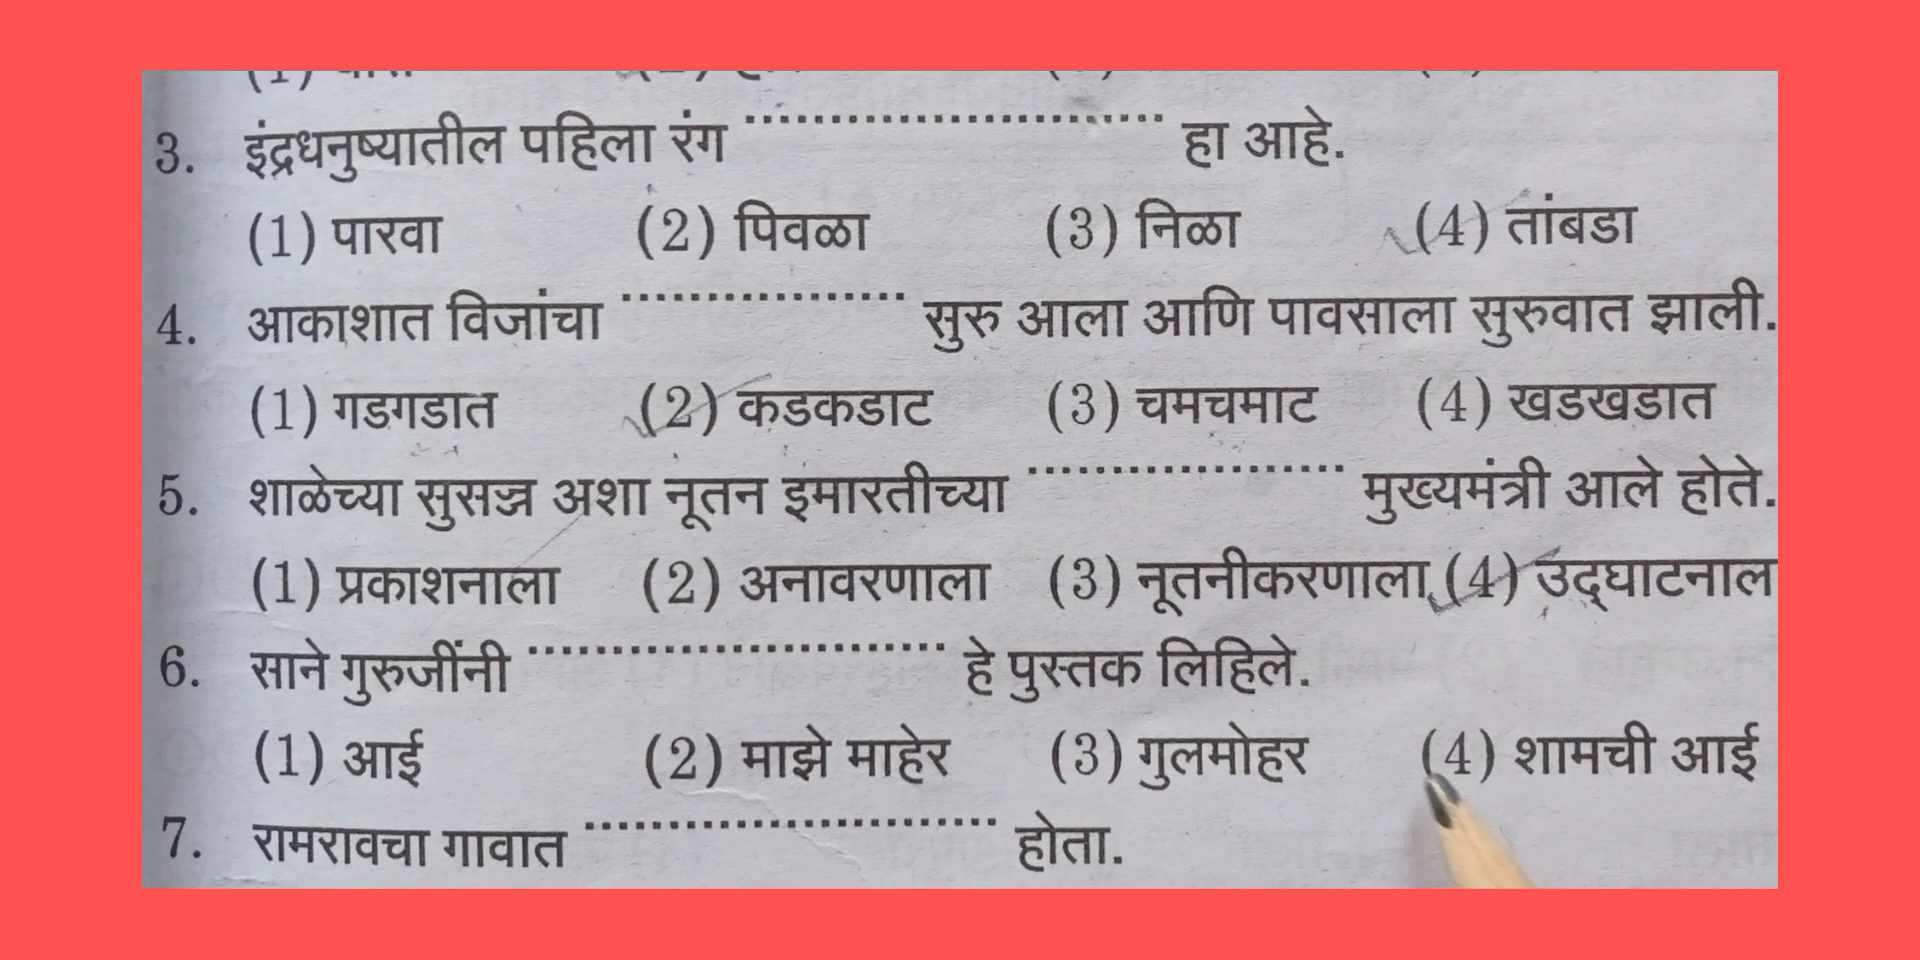 3. इंद्रधनुष्यातील पहिला रंग ........................ हा आहे.
(1) पारवा (2) पिवळा (3) निळा (4) तांबडा
4. आकाशात विजांचा ................. सुरु आला आणि पावसाला सुरुवात झाली.
(1) गडगडात (2) कडकडाट (3) चमचमाट (4) खडखडात
5. शाळेच्या सुसज्ज अशा नूतन इमारतीच्या ................... मुख्यमंत्री आले होते.
(1) प्रकाशनाला (2) अनावरणाला (3) नूतनीकरणाला (4) उद्‌घाटनाल
6. साने गुरुजींनी ......................... हे पुस्तक लिहिले.
(1) आई (2) माझे माहेर (3) गुलमोहर (4) शामची आई
7. रामरावचा गावात ......................... होता.